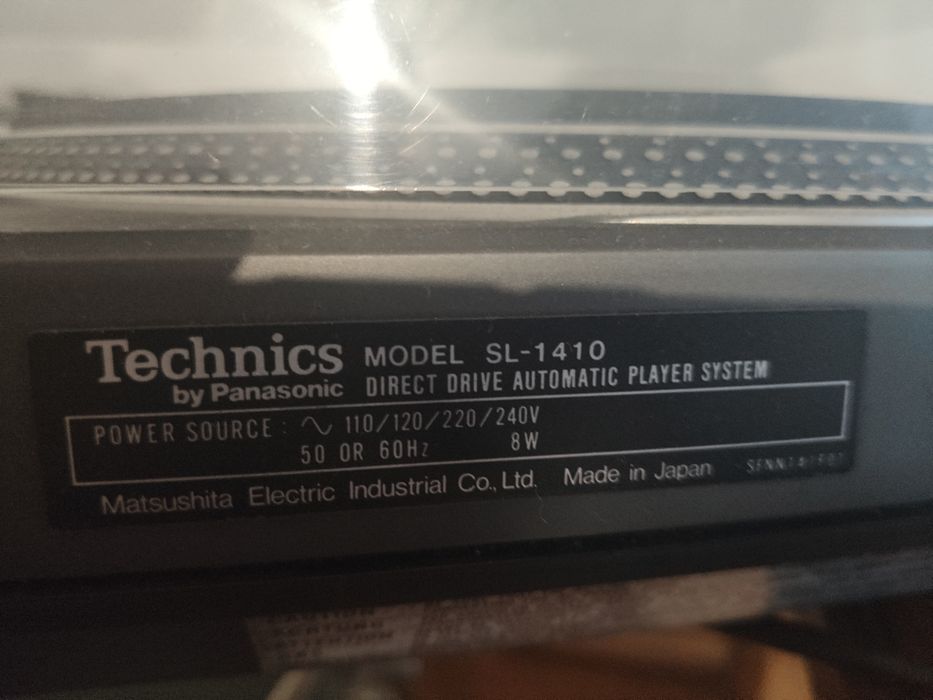 Technics MODEL SL-1410
by Panasonic DIRECT DRIVE AUTOMATIC PLAYER SYSTEM
POWER SOURCE : ∿ 110/120/220/240V
50 OR 60Hz 8W
Matsushita Electric Industrial Co., Ltd. Made in Japan